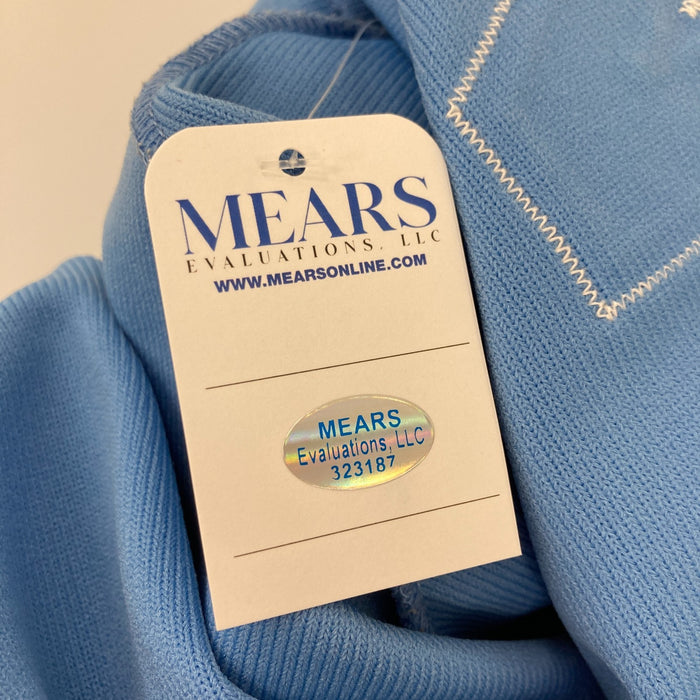 MEARS
EVALUATIONS, LLC
WWW.MEARSONLINE.COM
MEARS
Evaluations, LLC
323187